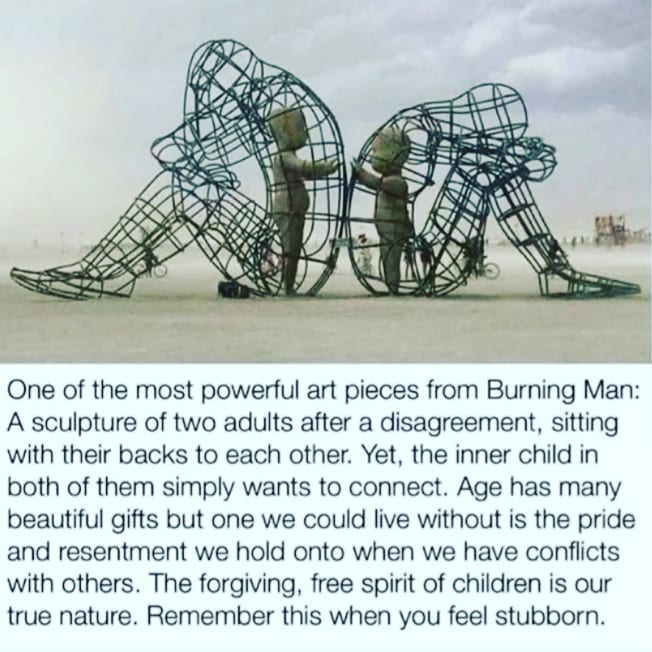 One of the most powerful art pieces from Burning Man:
A sculpture of two adults after a disagreement, sitting
with their backs to each other. Yet, the inner child in
both of them simply wants to connect. Age has many
beautiful gifts but one we could live without is the pride
and resentment we hold onto when we have conflicts
with others. The forgiving, free spirit of children is our
true nature. Remember this when you feel stubborn.